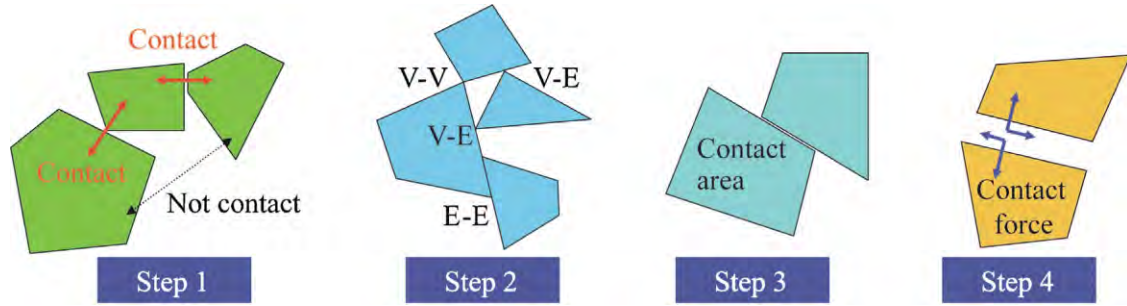 Contact
Contact
Not contact
Step 1
V-V
V-E
V-E
E-E
Step 2
Contact
area
Step 3
Contact
force
Step 4